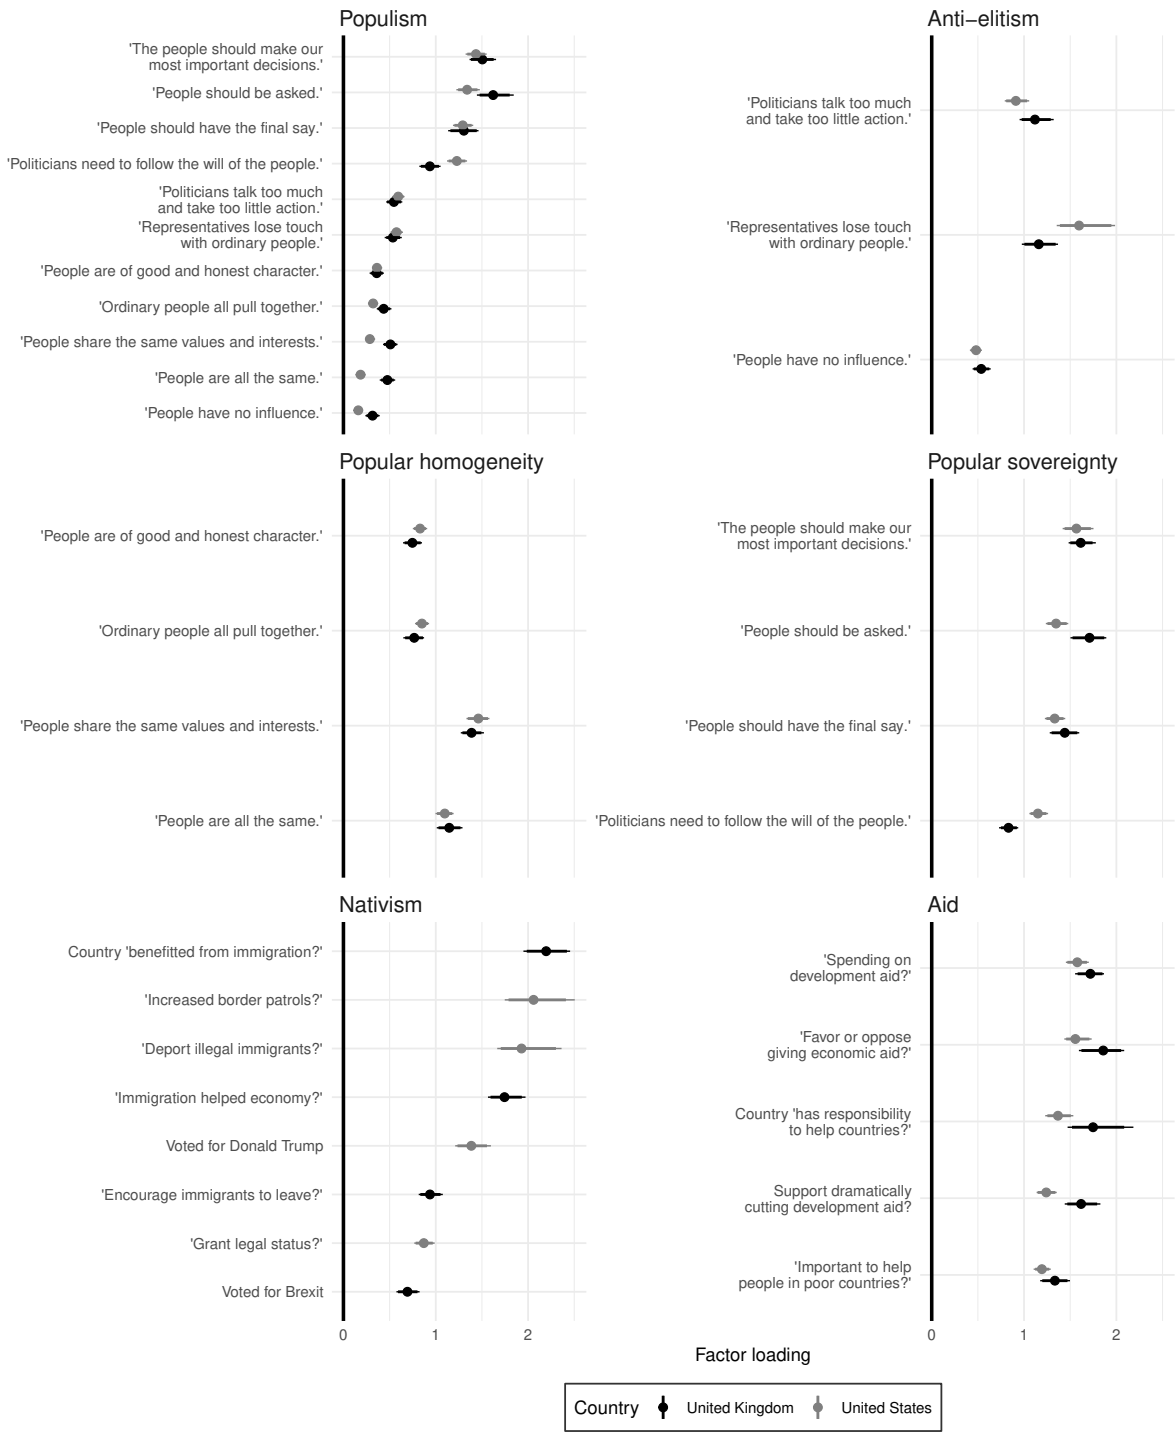 Populism
'The people should make our
most important decisions.'
'People should be asked.'
'People should have the final say.'
'Politicians need to follow the will of the people.'
'Politicians talk too much
and take too little action.'
'Representatives lose touch
with ordinary people.'
'People are of good and honest character.'
'Ordinary people all pull together.'
'People share the same values and interests.'
'People are all the same.'
'People have no influence.'
Anti−elitism
'Politicians talk too much
and take too little action.'
'Representatives lose touch
with ordinary people.'
'People have no influence.'
Popular homogeneity
'People are of good and honest character.'
'Ordinary people all pull together.'
'People share the same values and interests.'
'People are all the same.'
Popular sovereignty
'The people should make our
most important decisions.'
'People should be asked.'
'People should have the final say.'
'Politicians need to follow the will of the people.'
Nativism
Country 'benefitted from immigration?'
'Increased border patrols?'
'Deport illegal immigrants?'
'Immigration helped economy?'
Voted for Donald Trump
'Encourage immigrants to leave?'
'Grant legal status?'
Voted for Brexit
0 1 2
Aid
'Spending on
development aid?'
'Favor or oppose
giving economic aid?'
Country 'has responsibility
to help countries?'
Support dramatically
cutting development aid?
'Important to help
people in poor countries?'
0 1 2
Factor loading
Country United Kingdom United States